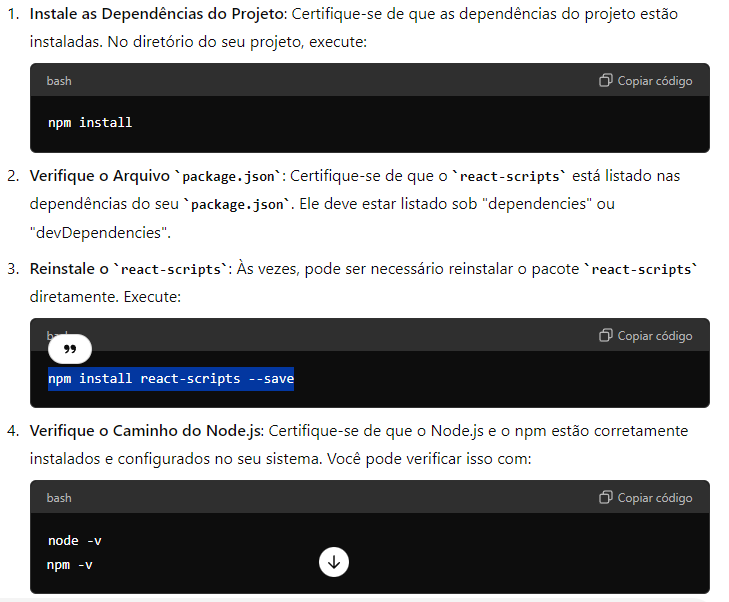 1. Instale as Dependências do Projeto: Certifique-se de que as dependências do projeto estão
instaladas. No diretório do seu projeto, execute:
bash Copiar código
npm install
2. Verifique o Arquivo `package.json`: Certifique-se de que o `react-scripts` está listado nas
dependências do seu `package.json`. Ele deve estar listado sob "dependencies" ou
"devDependencies".
3. Reinstale o `react-scripts`: Às vezes, pode ser necessário reinstalar o pacote `react-scripts`
diretamente. Execute:
Copiar código
npm install react-scripts --save
4. Verifique o Caminho do Node.js: Certifique-se de que o Node.js e o npm estão corretamente
instalados e configurados no seu sistema. Você pode verificar isso com:
bash Copiar código
node -v
npm -v